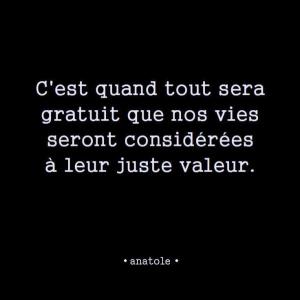 C'est quand tout sera
gratuit que nos vies
seront considérées
à leur juste valeur.
• anatole •